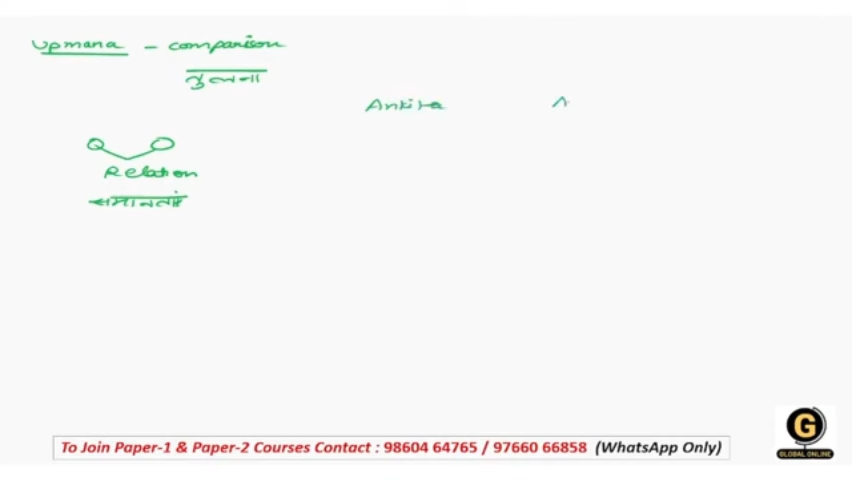 Upmana - comparison
तुलना
Ankita
Relation
समानता
To Join Paper-1 & Paper-2 Courses Contact : 98604 64765 / 97660 66858 (WhatsApp Only)
G
GLOBAL ONLINE